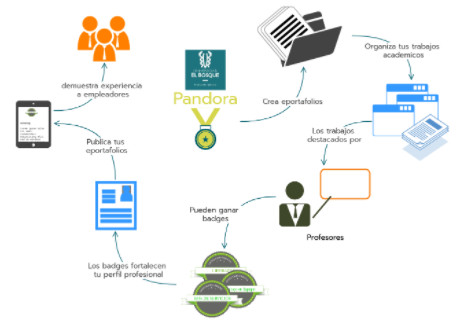 Organiza tus trabajos
academicos
demuestra experiencia
a empleadores
EL BOSQUE
Pandora
Crea eportafolios
Los trabajos
destacados por
Publica tus
eportafolios
Pueden ganar
badges
Profesores
Los badges fortalecen
tu perfil profesional